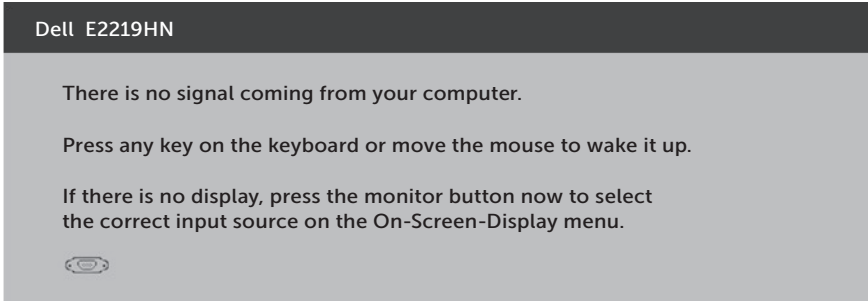 Dell E2219HN
There is no signal coming from your computer.
Press any key on the keyboard or move the mouse to wake it up.
If there is no display, press the monitor button now to select
the correct input source on the On-Screen-Display menu.